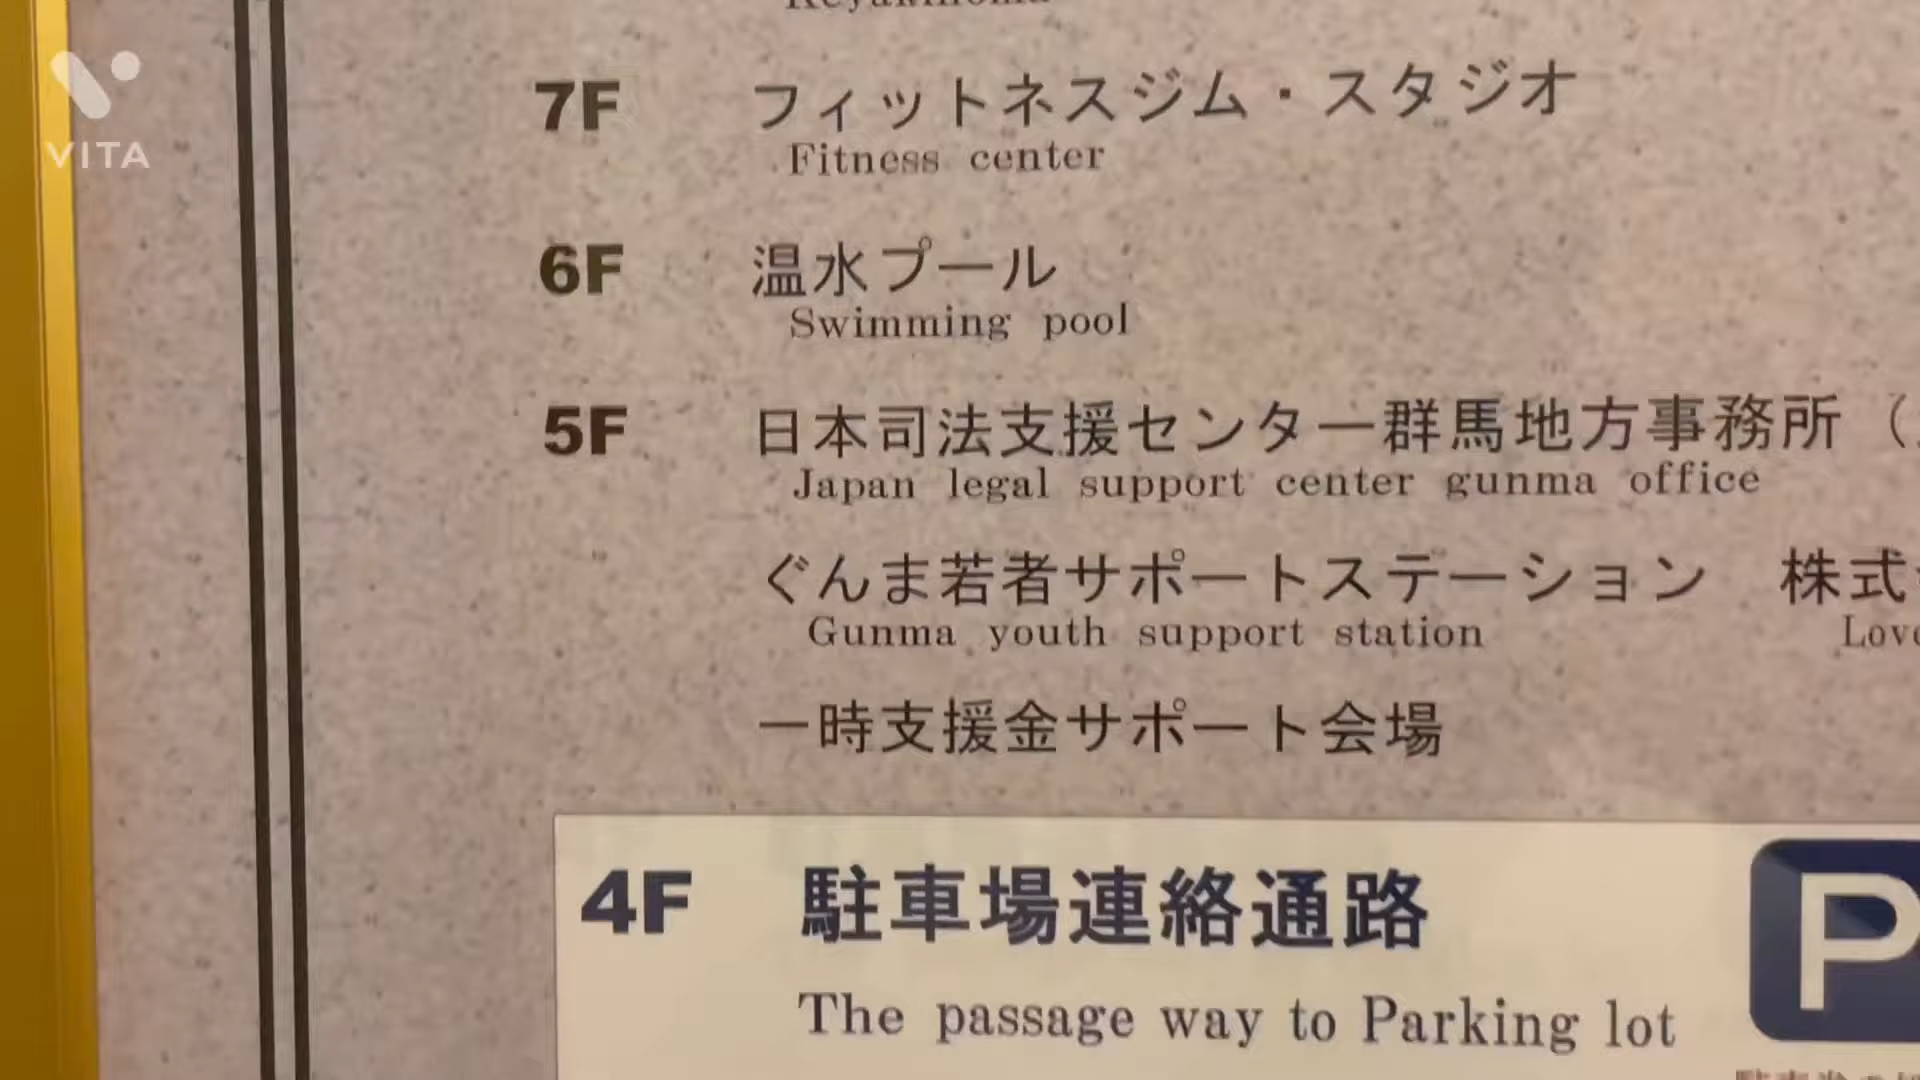 VITA
7F フィットネスジム・スタジオ
Fitness center
6F 温水プール
Swimming pool
5F 日本司法支援センター群馬地方事務所（
Japan legal support center gunma office
ぐんま若者サポートステーション 株式
Gunma youth support station
一時支援金サポート会場
4F 駐車場連絡通路 P
The passage way to Parking lot